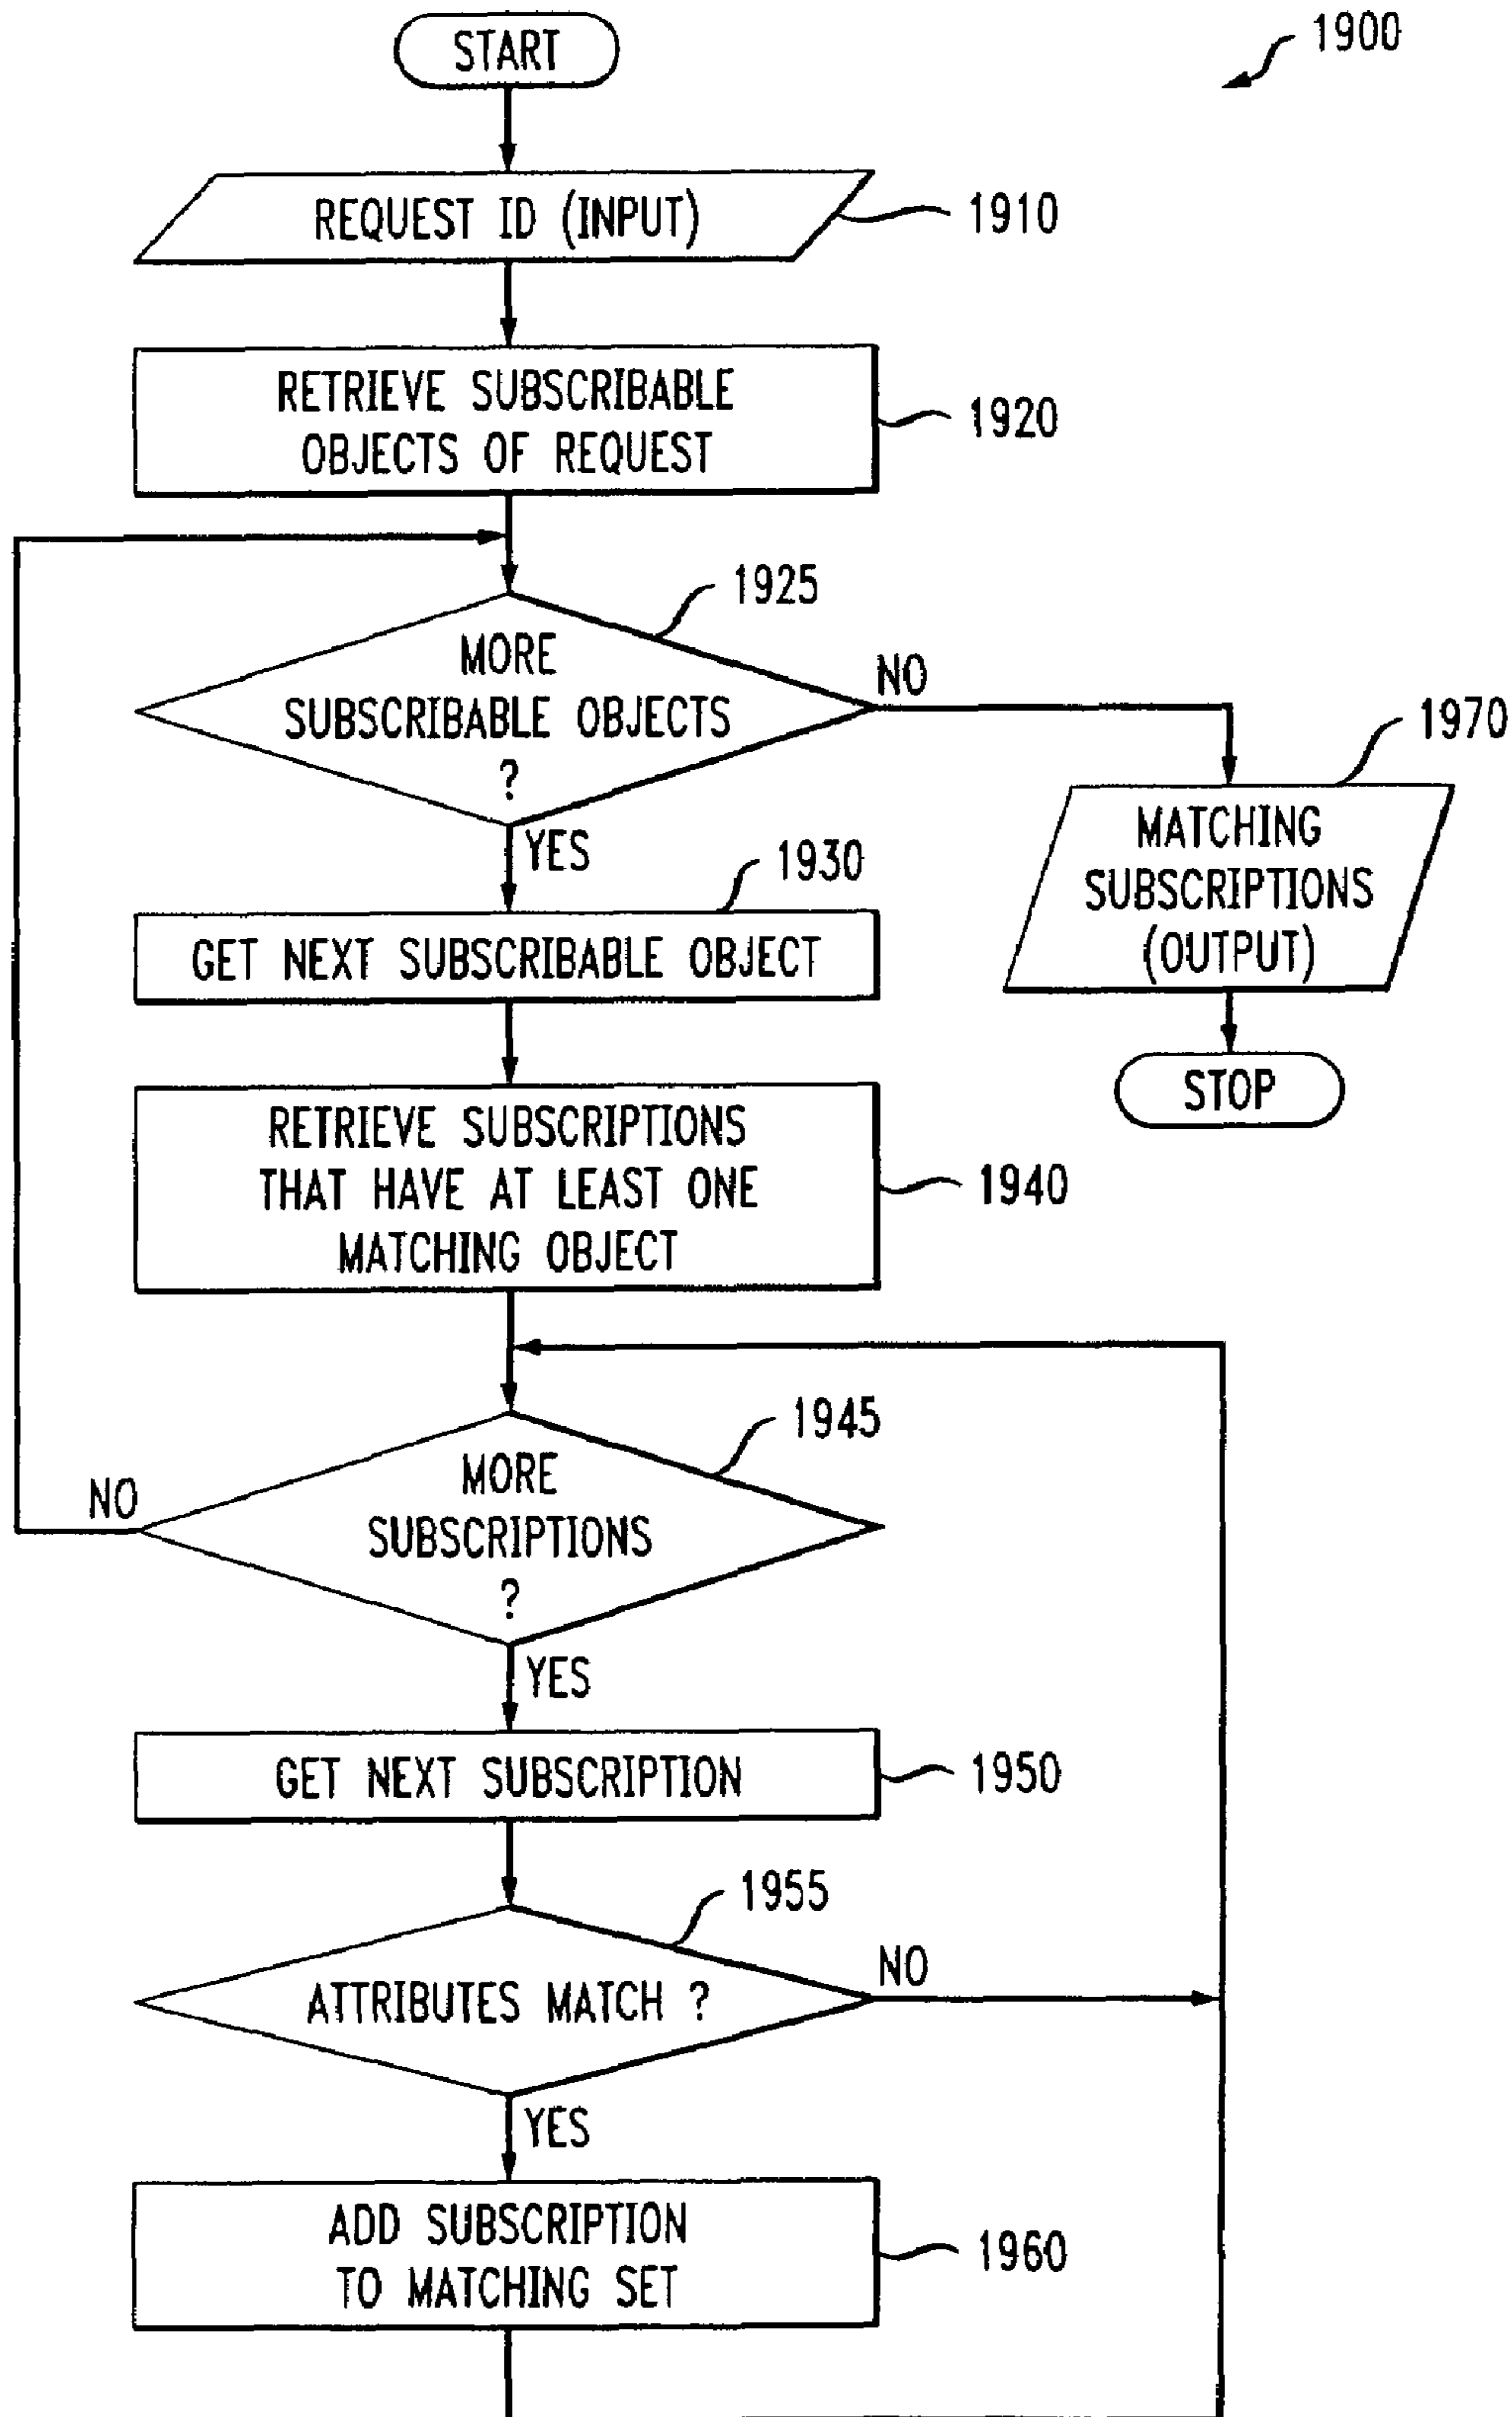 START
1900
REQUEST ID (INPUT)
1910
RETRIEVE SUBSCRIBABLE
OBJECTS OF REQUEST
1920
1925
MORE
SUBSCRIBABLE OBJECTS
?
NO
YES
1970
MATCHING
SUBSCRIPTIONS
(OUTPUT)
STOP
1930
GET NEXT SUBSCRIBABLE OBJECT
RETRIEVE SUBSCRIPTIONS
THAT HAVE AT LEAST ONE
MATCHING OBJECT
1940
1945
MORE
SUBSCRIPTIONS
?
NO
YES
GET NEXT SUBSCRIPTION
1950
1955
ATTRIBUTES MATCH ?
NO
YES
ADD SUBSCRIPTION
TO MATCHING SET
1960